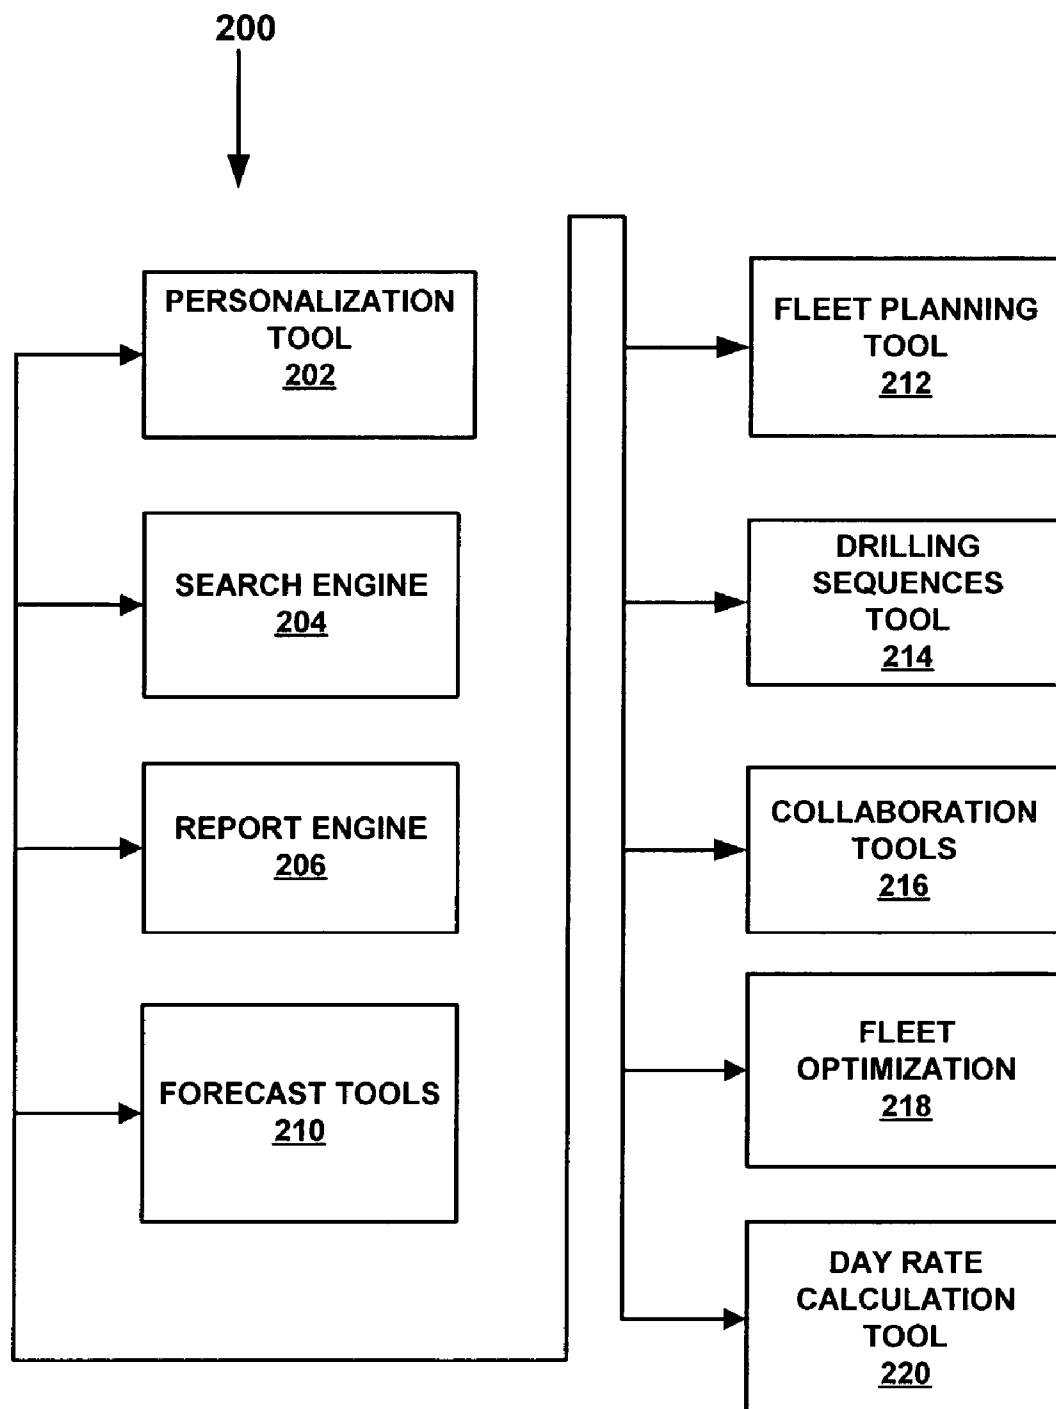 200
PERSONALIZATION
TOOL
202
SEARCH ENGINE
204
REPORT ENGINE
206
FORECAST TOOLS
210
FLEET PLANNING
TOOL
212
DRILLING
SEQUENCES
TOOL
214
COLLABORATION
TOOLS
216
FLEET
OPTIMIZATION
218
DAY RATE
CALCULATION
TOOL
220